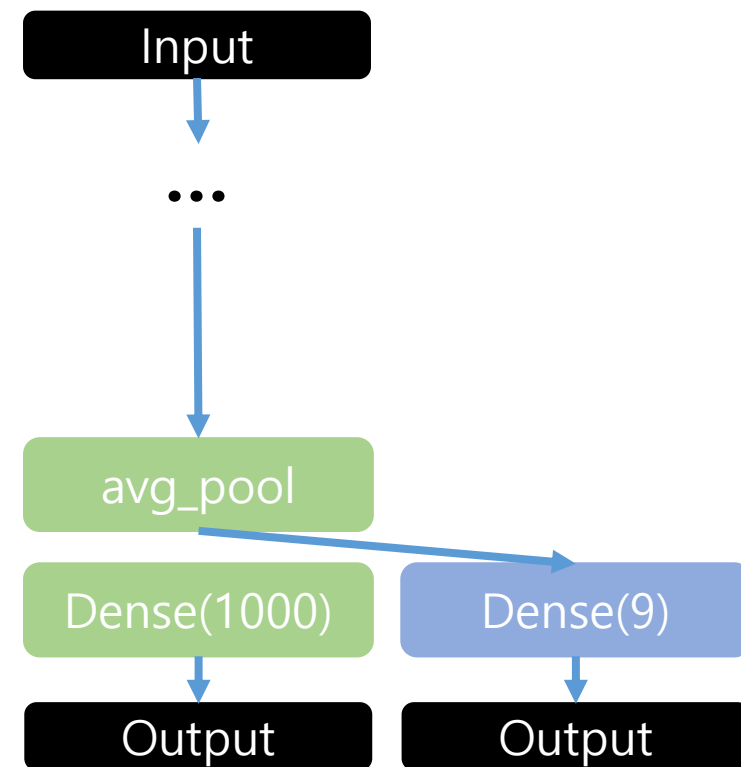 Input
...
avg_pool
Dense(1000)
Dense(9)
Output
Output